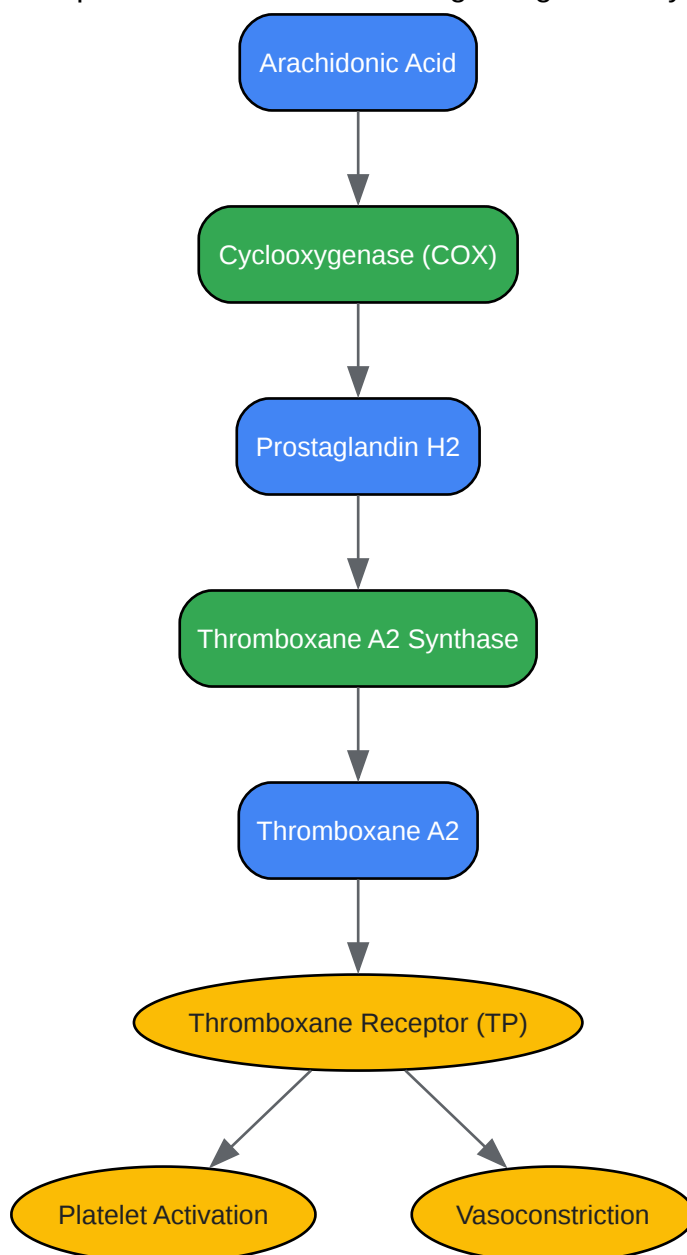 Arachidonic Acid
Cyclooxygenase (COX)
Prostaglandin H2
Thromboxane A2 Synthase
Thromboxane A2
Thromboxane Receptor (TP)
Platelet Activation
Vasoconstriction